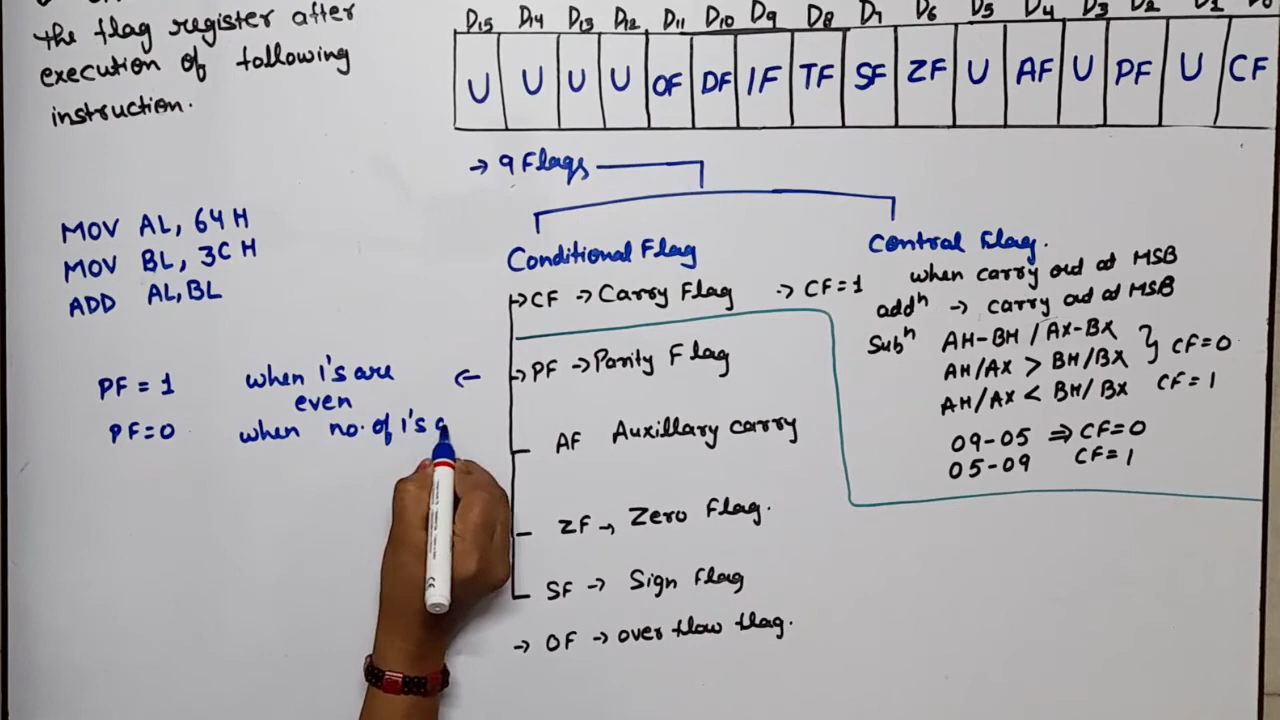 the flag register after
execution of following
instruction.
D15 D14 D13 D12 D11 D10 D9 D8 D7 D6 D5 D4 D3 D2 D1 D0
U U U U OF DF IF TF SF ZF U AF U PF U CF
→ 9 Flags
MOV AL, 64 H
MOV BL, 3C H
ADD AL, BL
Conditional Flag
Control Flag.
→ CF → Carry Flag → CF = 1 when carry out at MSB
addⁿ → carry out at MSB
Subⁿ AH-BH / AX-BX
AH/AX > BH/BX } CF=0
AH/AX < BH/BX CF=1
09-05 ⇒ CF=0
05-09 CF=1
→ PF → Parity Flag
PF = 1 when 1's are ←
even
PF=0 when no. of 1's
AF Auxillary carry
ZF → Zero Flag.
SF → Sign Flag
→ OF → over flow flag.